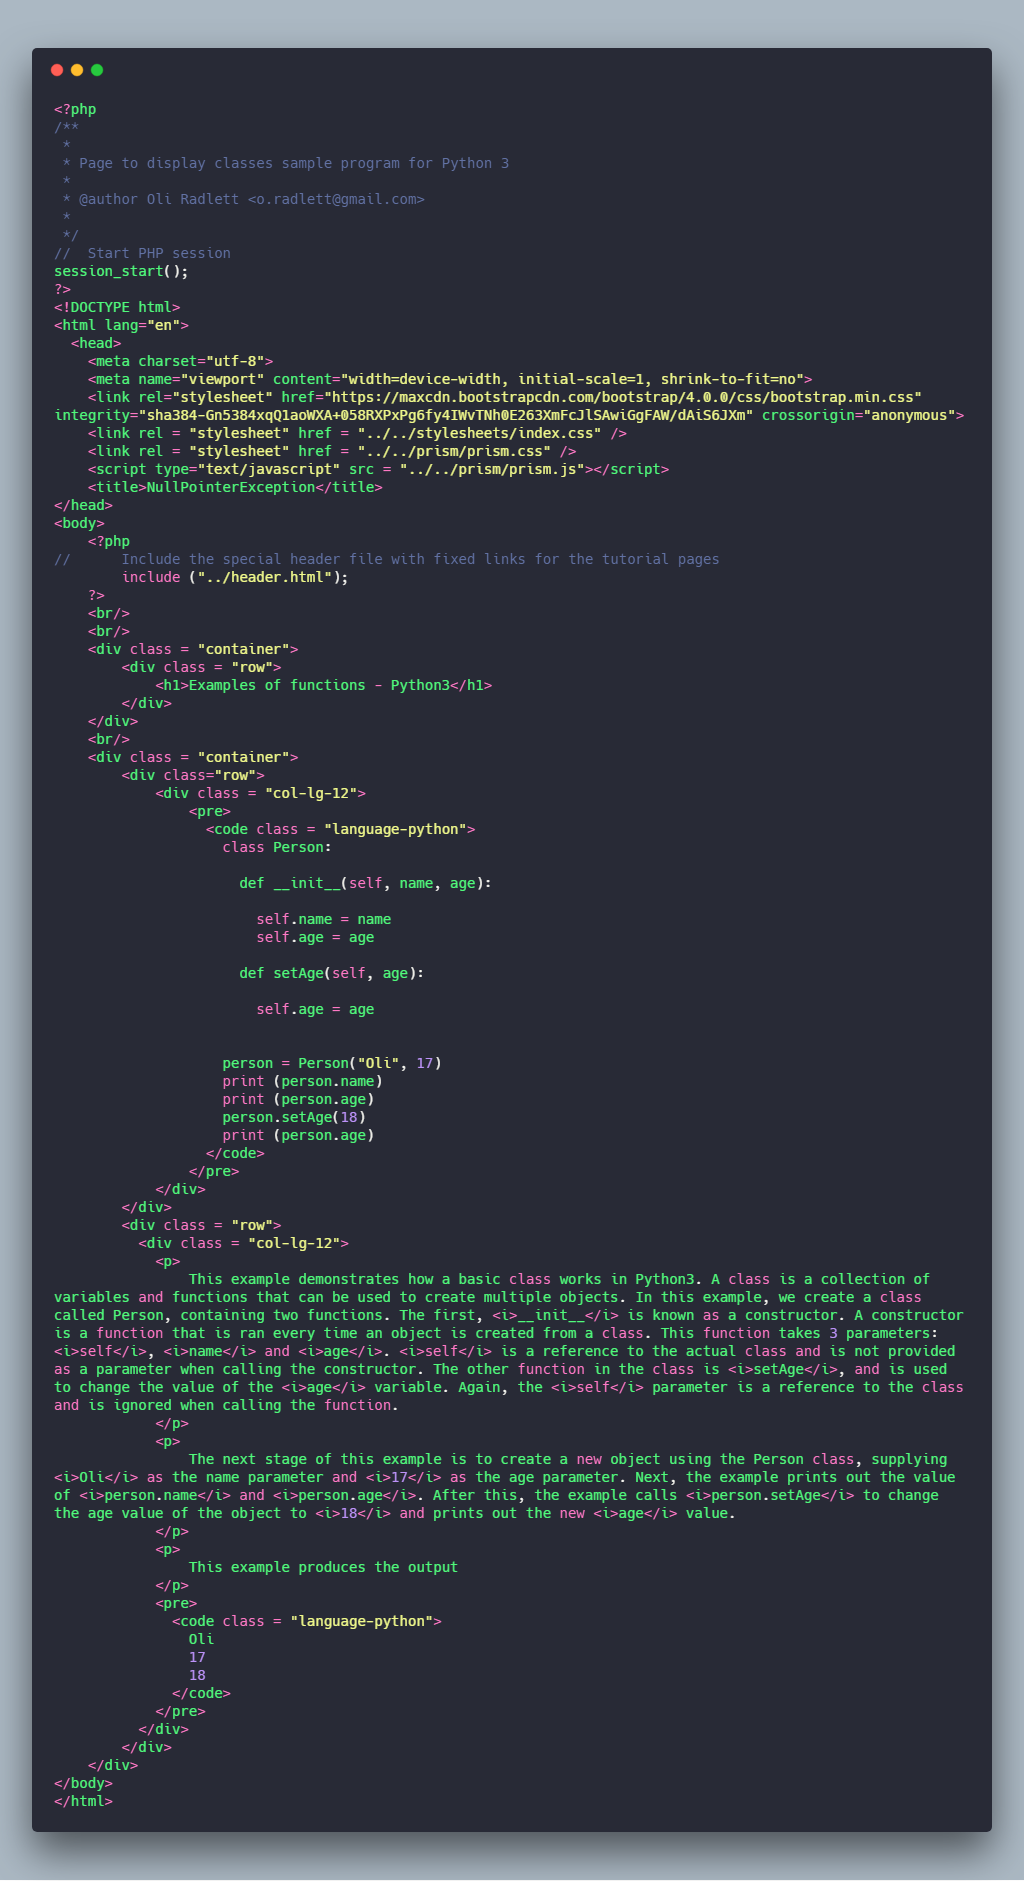 <?php
/**
 *
 * Page to display classes sample program for Python 3
 *
 * @author Oli Radlett <o.radlett@gmail.com>
 *
 */
//  Start PHP session
session_start();
?>
<!DOCTYPE html>
<html lang="en">
  <head>
    <meta charset="utf-8">
    <meta name="viewport" content="width=device-width, initial-scale=1, shrink-to-fit=no">
    <link rel="stylesheet" href="https://maxcdn.bootstrapcdn.com/bootstrap/4.0.0/css/bootstrap.min.css"
integrity="sha384-Gn5384xqQ1aoWXA+058RXPxPg6fy4IWvTNh0E263XmFcJlSAwiGgFAW/dAiS6JXm" crossorigin="anonymous">
    <link rel = "stylesheet" href = "../../stylesheets/index.css" />
    <link rel = "stylesheet" href = "../../prism/prism.css" />
    <script type="text/javascript" src = "../../prism/prism.js"></script>
    <title>NullPointerException</title>
</head>
<body>
    <?php
//      Include the special header file with fixed links for the tutorial pages
        include ("../header.html");
    ?>
    <br/>
    <br/>
    <div class = "container">
        <div class = "row">
            <h1>Examples of functions - Python3</h1>
        </div>
    </div>
    <br/>
    <div class = "container">
        <div class="row">
            <div class = "col-lg-12">
                <pre>
                  <code class = "language-python">
                    class Person:

                      def __init__(self, name, age):

                        self.name = name
                        self.age = age

                      def setAge(self, age):

                        self.age = age


                    person = Person("Oli", 17)
                    print (person.name)
                    print (person.age)
                    person.setAge(18)
                    print (person.age)
                  </code>
                </pre>
            </div>
        </div>
        <div class = "row">
          <div class = "col-lg-12">
            <p>
                This example demonstrates how a basic class works in Python3. A class is a collection of
variables and functions that can be used to create multiple objects. In this example, we create a class
called Person, containing two functions. The first, <i>__init__</i> is known as a constructor. A constructor
is a function that is ran every time an object is created from a class. This function takes 3 parameters:
<i>self</i>, <i>name</i> and <i>age</i>. <i>self</i> is a reference to the actual class and is not provided
as a parameter when calling the constructor. The other function in the class is <i>setAge</i>, and is used
to change the value of the <i>age</i> variable. Again, the <i>self</i> parameter is a reference to the class
and is ignored when calling the function.
            </p>
            <p>
                The next stage of this example is to create a new object using the Person class, supplying
<i>Oli</i> as the name parameter and <i>17</i> as the age parameter. Next, the example prints out the value
of <i>person.name</i> and <i>person.age</i>. After this, the example calls <i>person.setAge</i> to change
the age value of the object to <i>18</i> and prints out the new <i>age</i> value.
            </p>
            <p>
                This example produces the output
            </p>
            <pre>
              <code class = "language-python">
                Oli
                17
                18
              </code>
            </pre>
          </div>
        </div>
    </div>
</body>
</html>